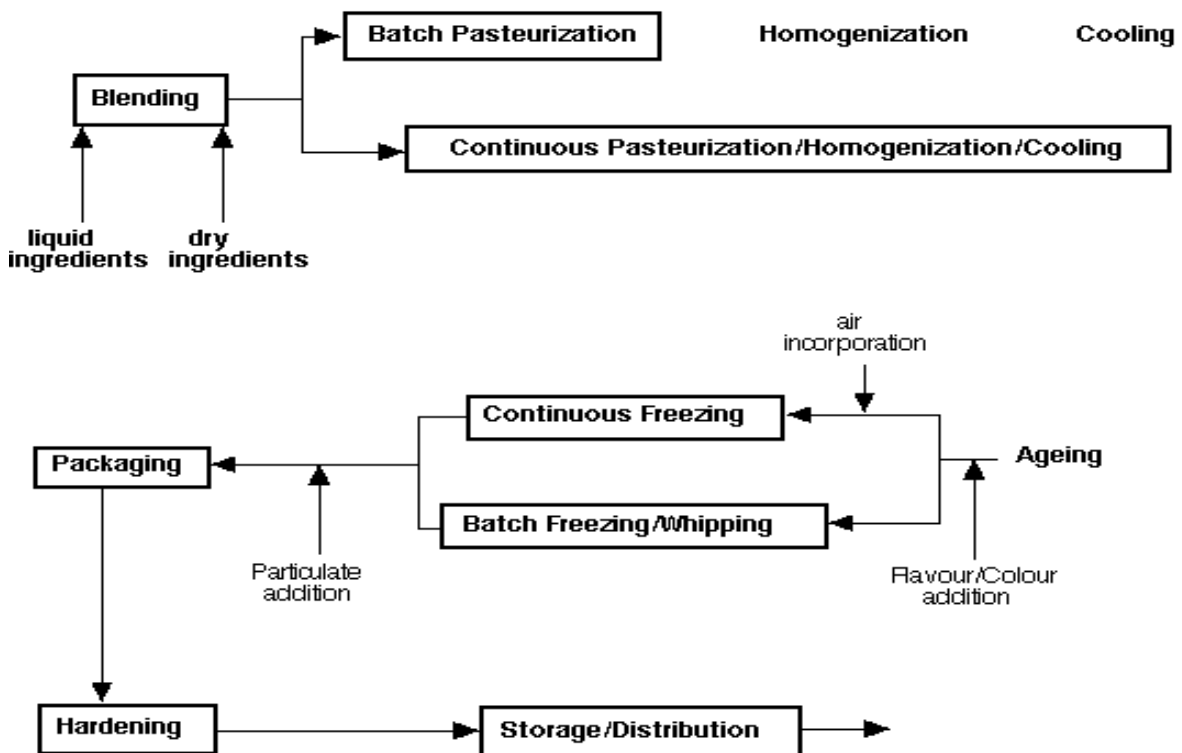 Batch Pasteurization Homogenization Cooling
Blending
Continuous Pasteurization/Homogenization/Cooling
liquid
ingredients
dry
ingredients
air
incorporation
Continuous Freezing
Ageing
Packaging
Batch Freezing/Whipping
Particulate
addition
Flavour/Colour
addition
Hardening
Storage/Distribution